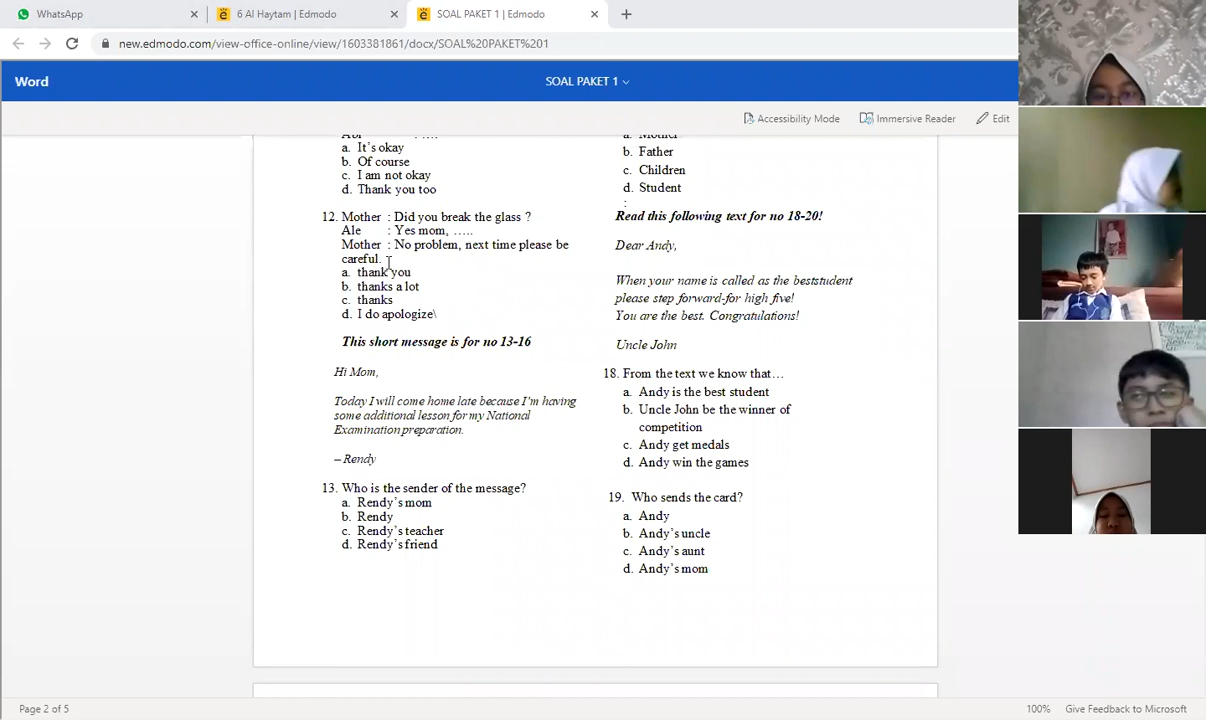 WhatsApp
6 Al Haytam | Edmodo
SOAL PAKET 1 | Edmodo
new.edmodo.com/view-office-online/view/1603381861/docx/SOAL%20PAKET%201
Word
SOAL PAKET 1
Accessibility Mode
Immersive Reader
Edit
: ….
a. It's okay
b. Of course
c. I am not okay
d. Thank you too
12. Mother : Did you break the glass ?
Ale : Yes mom, …..
Mother : No problem, next time please be
careful.
a. thank you
b. thanks a lot
c. thanks
d. I do apologize\
This short message is for no 13-16
Hi Mom,
Today I will come home late because I'm having
some additional lesson for my National
Examination preparation.
– Rendy
13. Who is the sender of the message?
a. Rendy's mom
b. Rendy
c. Rendy's teacher
d. Rendy's friend
a. Mother
b. Father
c. Children
d. Student
:
Read this following text for no 18-20!
Dear Andy,
When your name is called as the beststudent
please step forward-for high five!
You are the best. Congratulations!
Uncle John
18. From the text we know that…
a. Andy is the best student
b. Uncle John be the winner of
competition
c. Andy get medals
d. Andy win the games
19. Who sends the card?
a. Andy
b. Andy's uncle
c. Andy's aunt
d. Andy's mom
Page 2 of 5
100%
Give Feedback to Microsoft